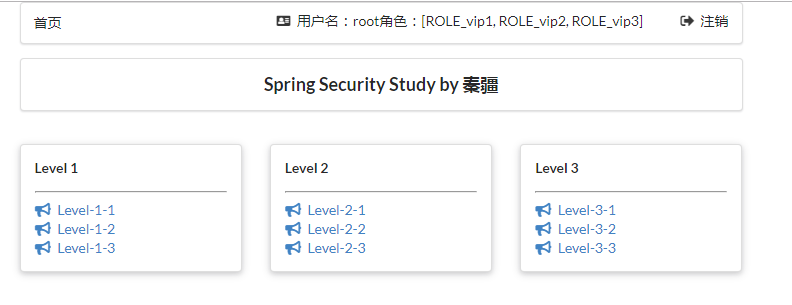 首页 用户名：root角色：[ROLE_vip1, ROLE_vip2, ROLE_vip3] 注销
Spring Security Study by 秦疆
Level 1
Level-1-1
Level-1-2
Level-1-3
Level 2
Level-2-1
Level-2-2
Level-2-3
Level 3
Level-3-1
Level-3-2
Level-3-3